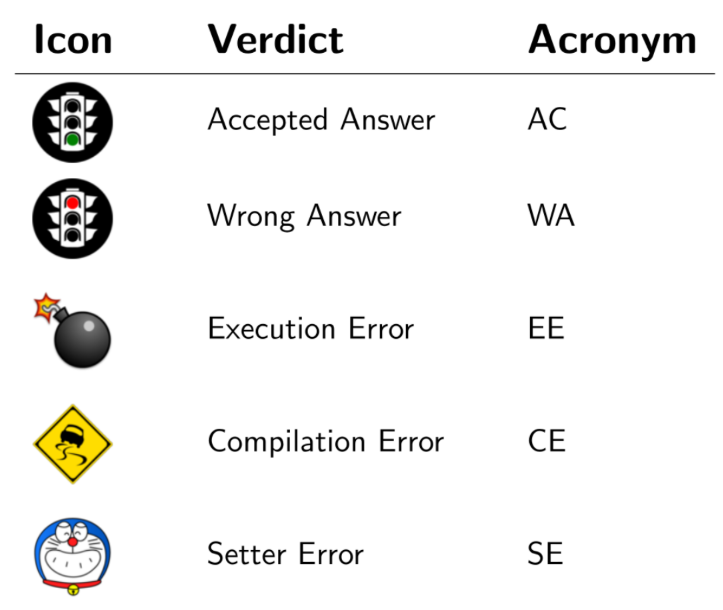 Icon Verdict Acronym
Accepted Answer AC
Wrong Answer WA
Execution Error EE
Compilation Error CE
Setter Error SE